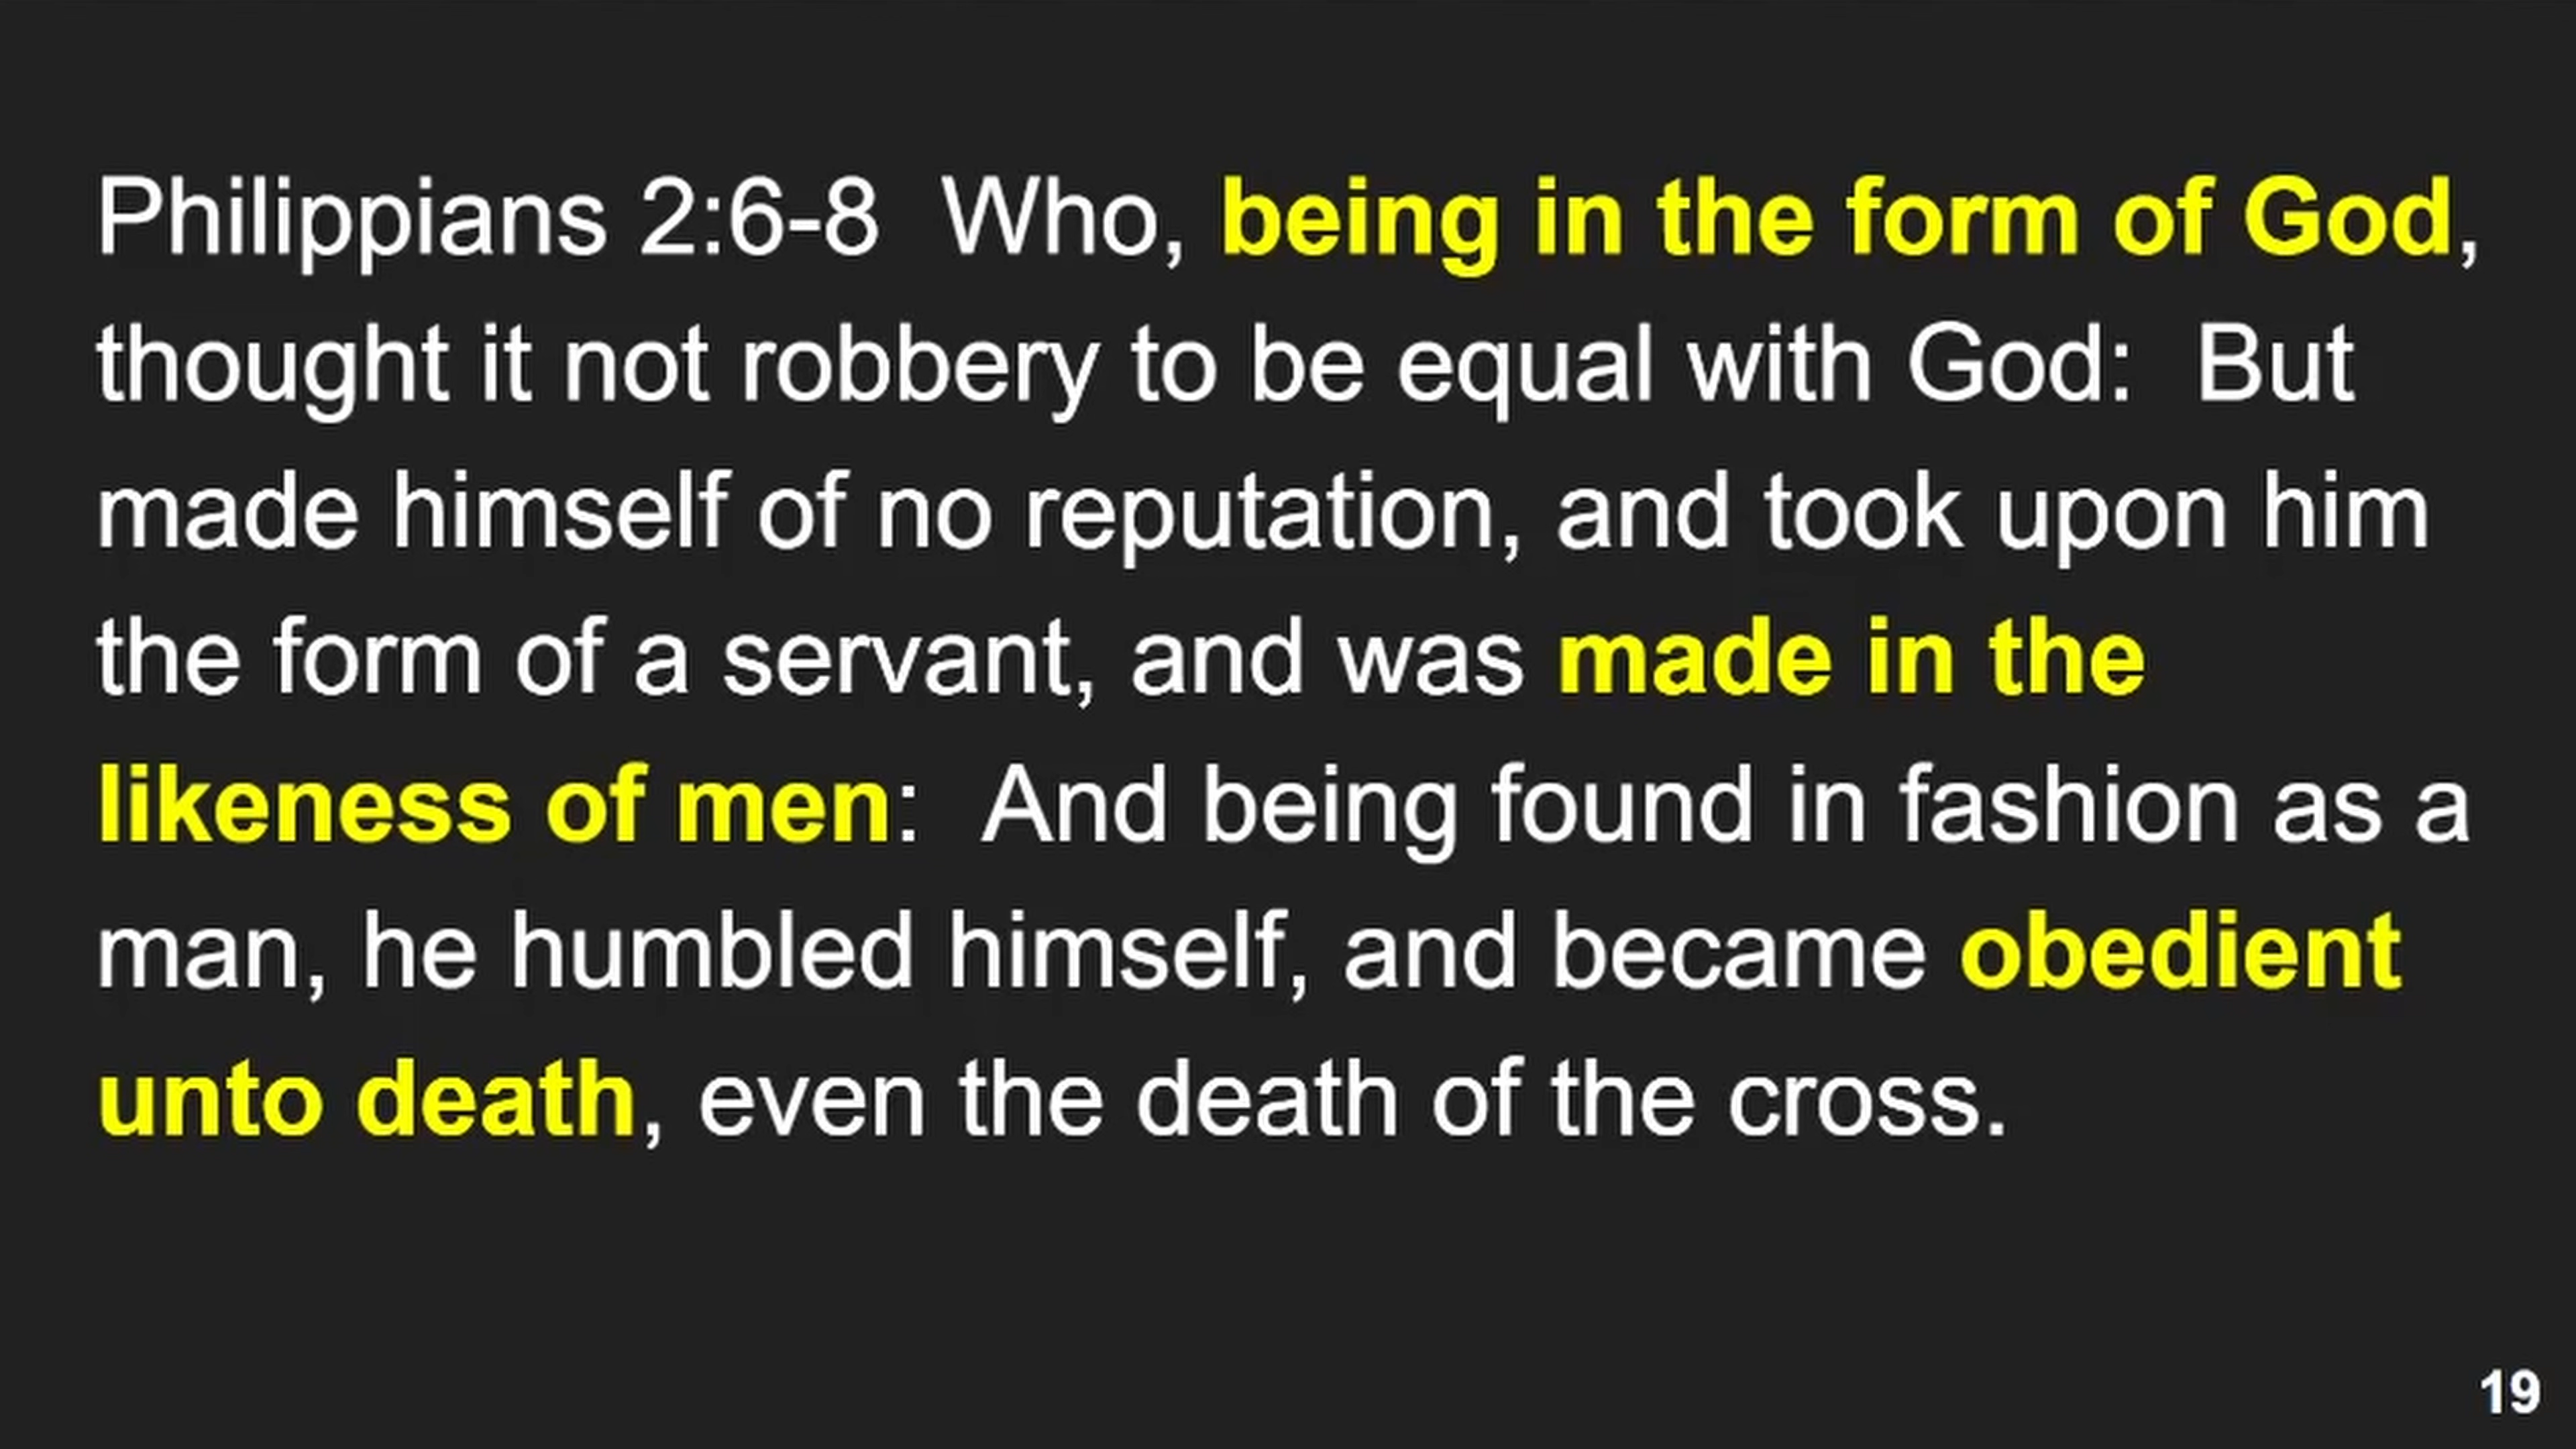 Philippians 2:6-8  Who, being in the form of God,
thought it not robbery to be equal with God:  But
made himself of no reputation, and took upon him
the form of a servant, and was made in the
likeness of men:  And being found in fashion as a
man, he humbled himself, and became obedient
unto death, even the death of the cross.
19